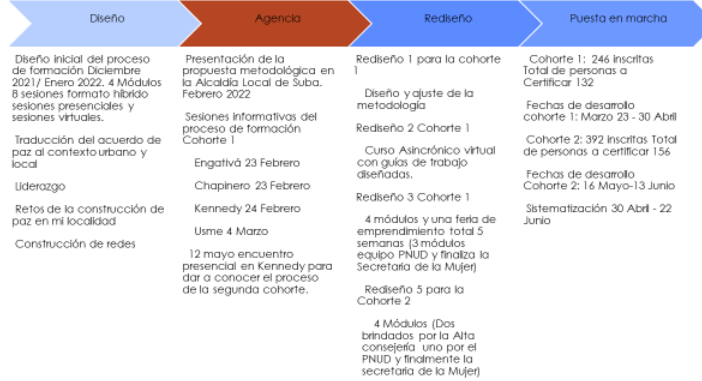 Diseño
Agencia
Rediseño
Puesta en marcha
Diseño inicial del proceso
de formación Diciembre
2021/ Enero 2022. 4 Módulos
8 sesiones formato híbrido
sesiones presenciales y
sesiones virtuales.
Traducción del acuerdo de
paz al contexto urbano y
local
Liderazgo
Retos de la construcción de
paz en mi localidad
Construcción de redes
Presentación de la
propuesta metodológica en
la Alcaldía Local de Suba.
Febrero 2022
Sesiones informativas del
proceso de formación
Cohorte 1
Engativá 23 Febrero
Chapinero 23 Febrero
Kennedy 24 Febrero
Usme 4 Marzo
12 mayo encuentro
presencial en Kennedy para
dar a conocer el proceso
de la segunda cohorte.
Rediseño 1 para la cohorte
1
Diseño y ajuste de la
metodología
Rediseño 2 Cohorte 1
Curso Asincrónico virtual
con guías de trabajo
diseñadas.
Rediseño 3 Cohorte 1
4 módulos y una feria de
emprendimiento total 5
semanas (3 módulos
equipo PNUD y finaliza la
Secretaria de la Mujer)
Rediseño 5 para la
Cohorte 2
4 Módulos (Dos
brindados por la Alta
consejería uno por el
PNUD y finalmente la
secretaria de la Mujer)
Cohorte 1: 246 inscritas
Total de personas a
Certificar 132
Fechas de desarrollo
cohorte 1: Marzo 23 - 30 Abril
Cohorte 2: 392 inscritas Total
de personas a certificar 156
Fechas de desarrollo
Cohorte 2: 16 Mayo-13 Junio
Sistematización 30 Abril - 22
Junio